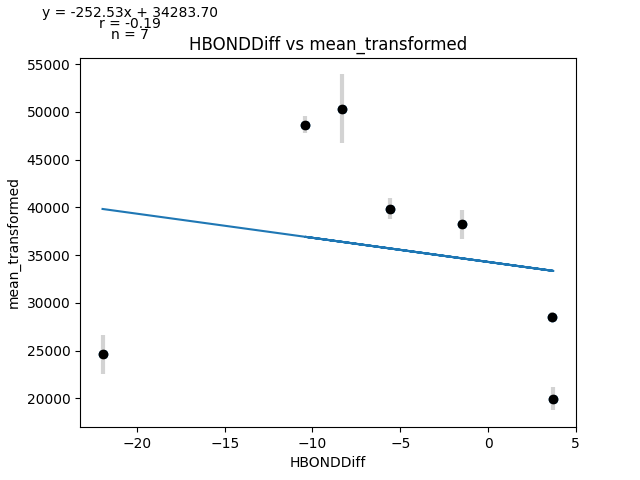 y = -252.53x + 34283.70
r = -0.19
n = 7
HBONDDiff vs mean_transformed
55000
50000
45000
40000
35000
30000
25000
20000
mean_transformed
−20
−15
−10
−5
0
5
HBONDDiff